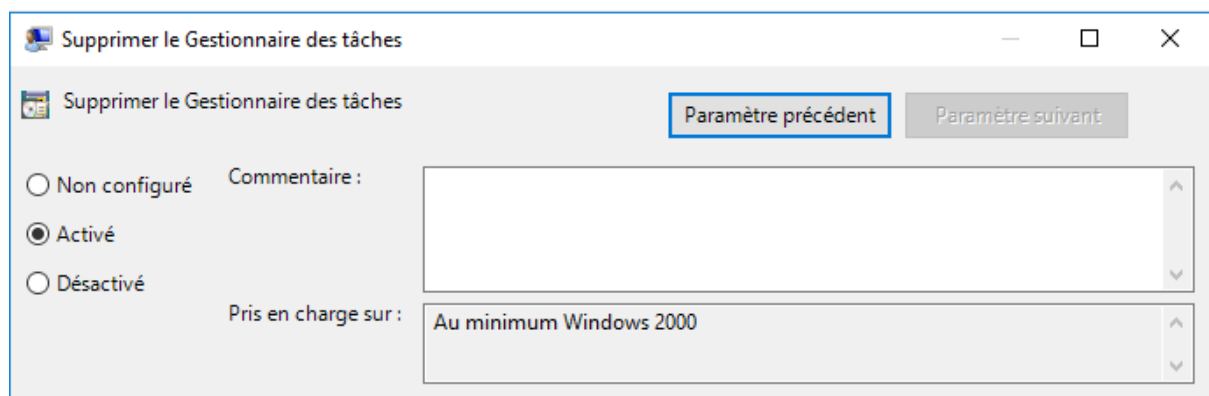 Supprimer le Gestionnaire des tâches
Supprimer le Gestionnaire des tâches
Paramètre précédent
Paramètre suivant
Non configuré
Commentaire :
Activé
Désactivé
Pris en charge sur :
Au minimum Windows 2000